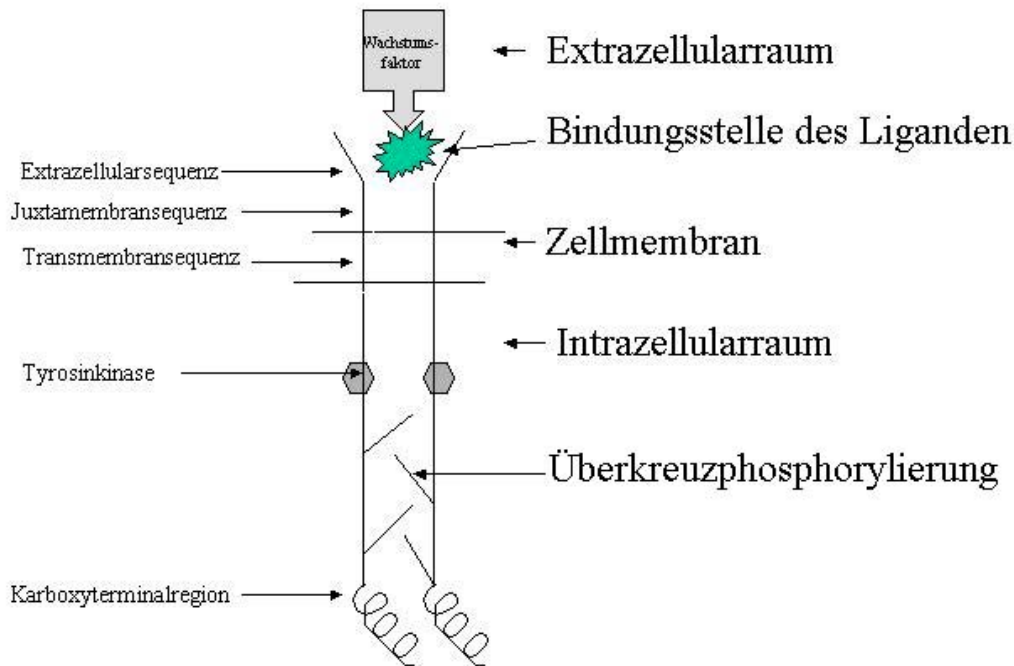 Wachstums-
faktor
Extrazellularraum
Bindungsstelle des Liganden
Extrazellularsequenz
Juxtamembransequenz
Zellmembran
Transmembransequenz
Intrazellularraum
Tyrosinkinase
Überkreuzphosphorylierung
Karboxyterminalregion